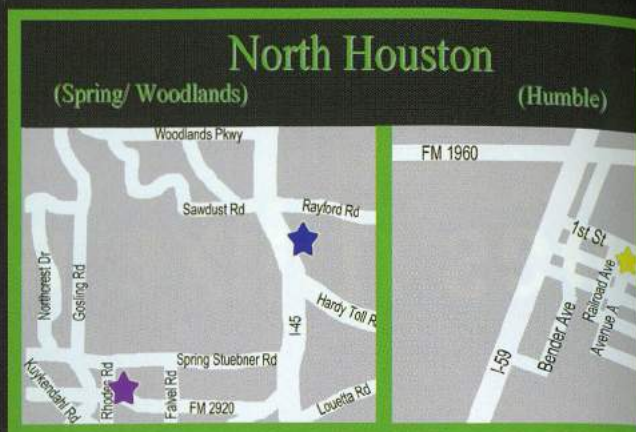 North Houston
(Spring/ Woodlands)
(Humble)
Woodlands Pkwy
Sawdust Rd
Rayford Rd
Northcrest Dr
Gosling Rd
I-45
Hardy Toll R
Kuykendahl Rd
Rhodes Rd
Spring Stuebner Rd
Falvel Rd
FM 2920
Louetta Rd
FM 1960
1st St
Railroad Ave
Avenue A
Bender Ave
I-59